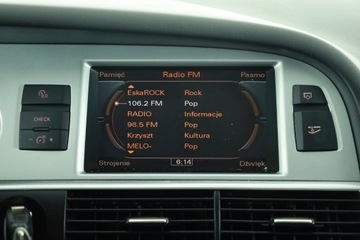 Pamięć Radio FM Pasmo
EskaROCK Rock
106.2 FM Pop
RADIO Informacje
96.5 FM Pop
CHECK
Krzyszt Kultura
MELO- Pop
Strojenie 6:14 Dźwięk